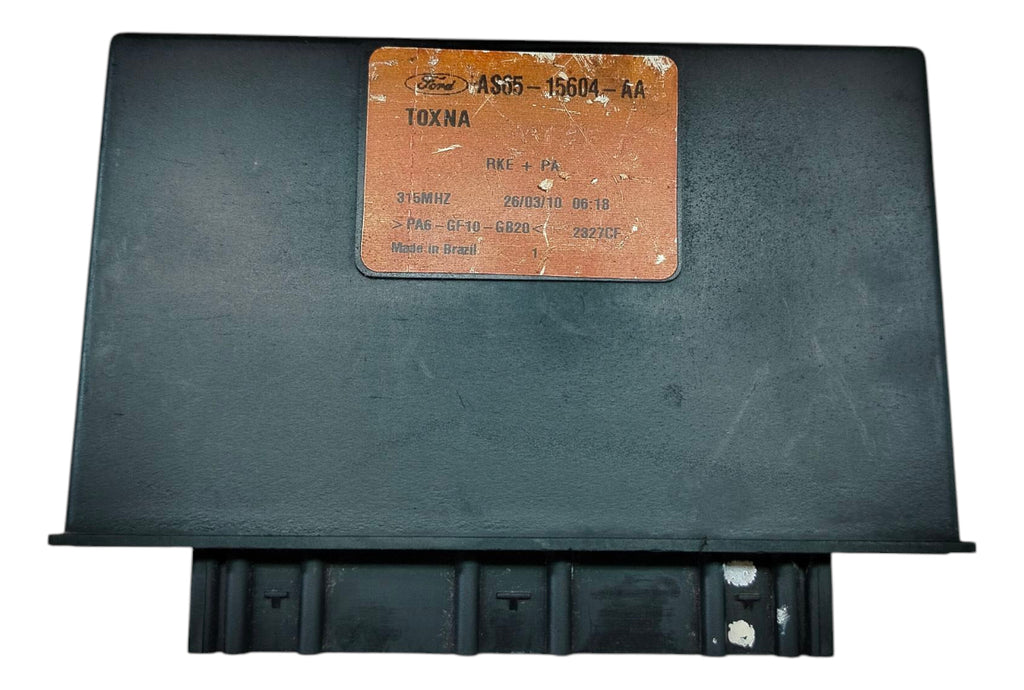 Ford AS65-15604-AA
TOXNA
RKE + PA
315MHZ 26/03/10 06:18
>PA6-GF10-GB20< 2327CF
Made in Brazil 1